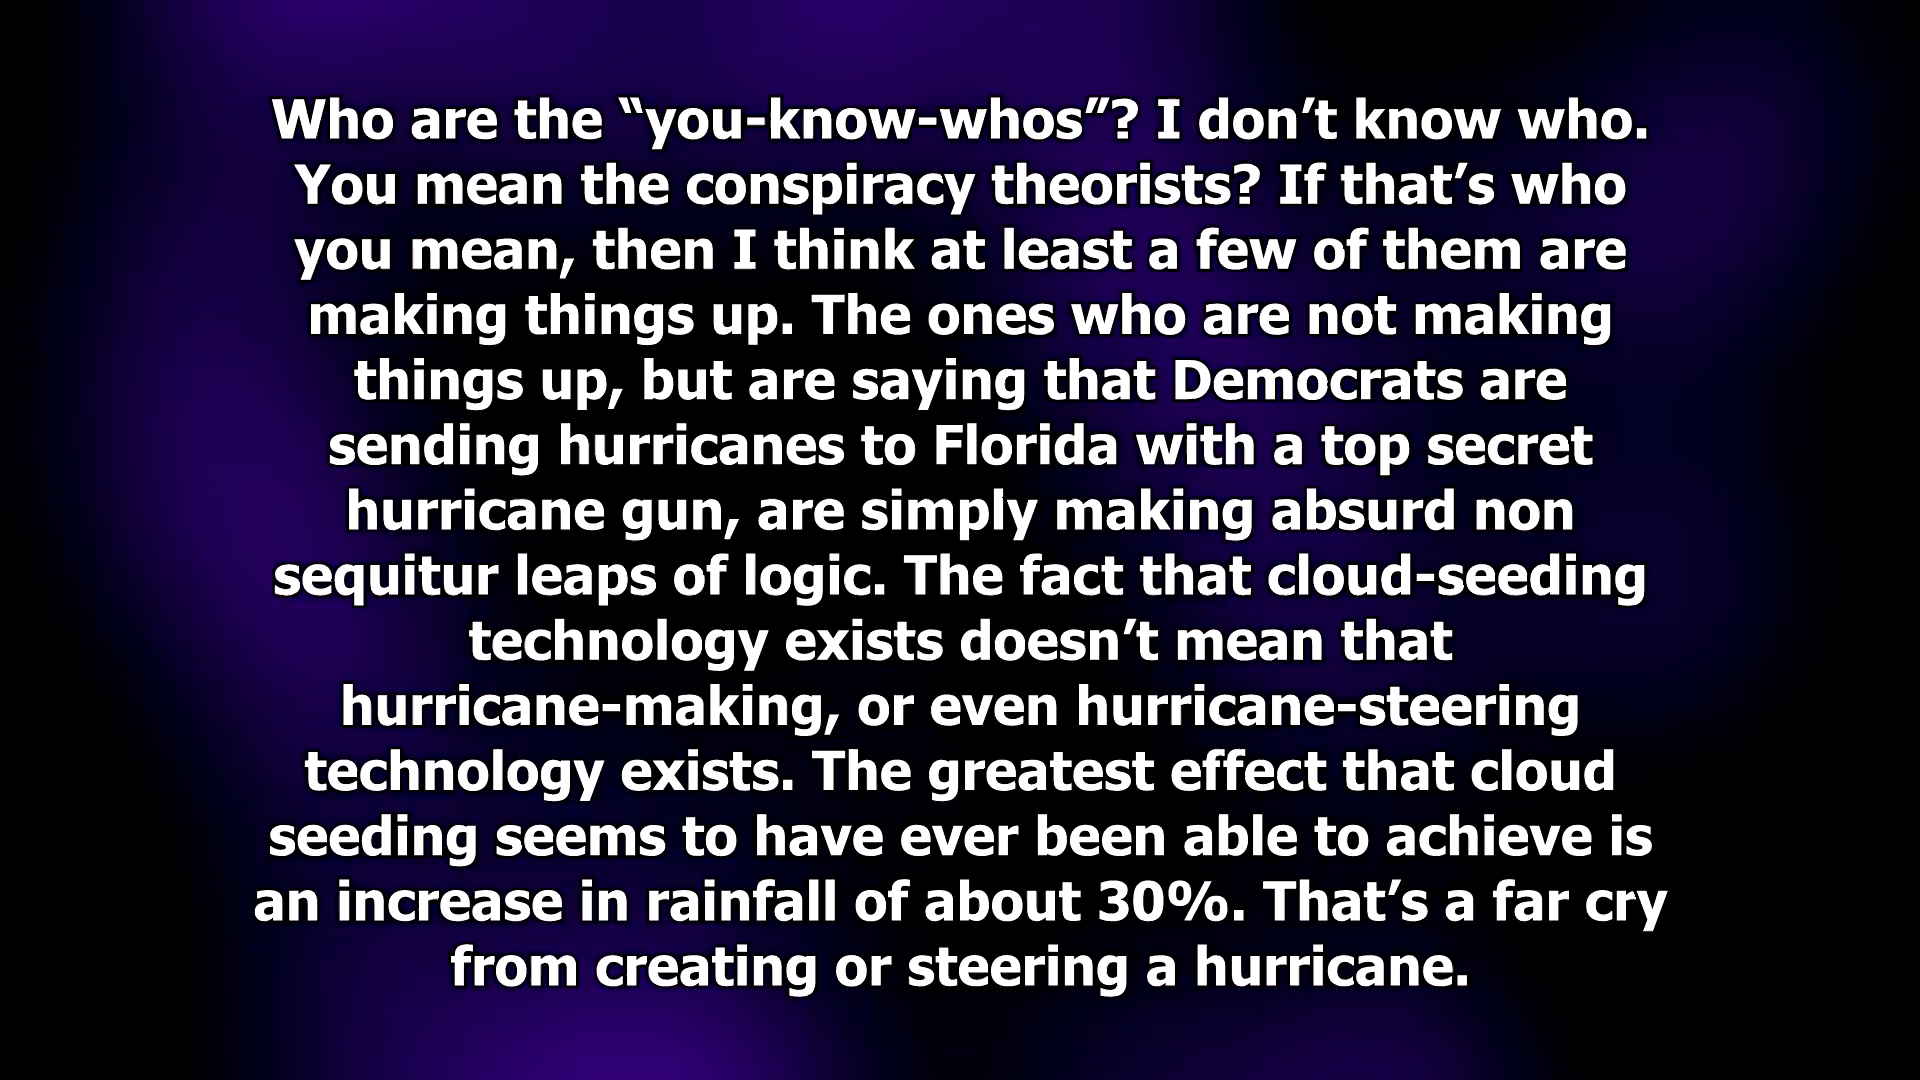 Who are the “you-know-whos”? I don’t know who.
You mean the conspiracy theorists? If that’s who
you mean, then I think at least a few of them are
making things up. The ones who are not making
things up, but are saying that Democrats are
sending hurricanes to Florida with a top secret
hurricane gun, are simply making absurd non
sequitur leaps of logic. The fact that cloud-seeding
technology exists doesn’t mean that
hurricane-making, or even hurricane-steering
technology exists. The greatest effect that cloud
seeding seems to have ever been able to achieve is
an increase in rainfall of about 30%. That’s a far cry
from creating or steering a hurricane.